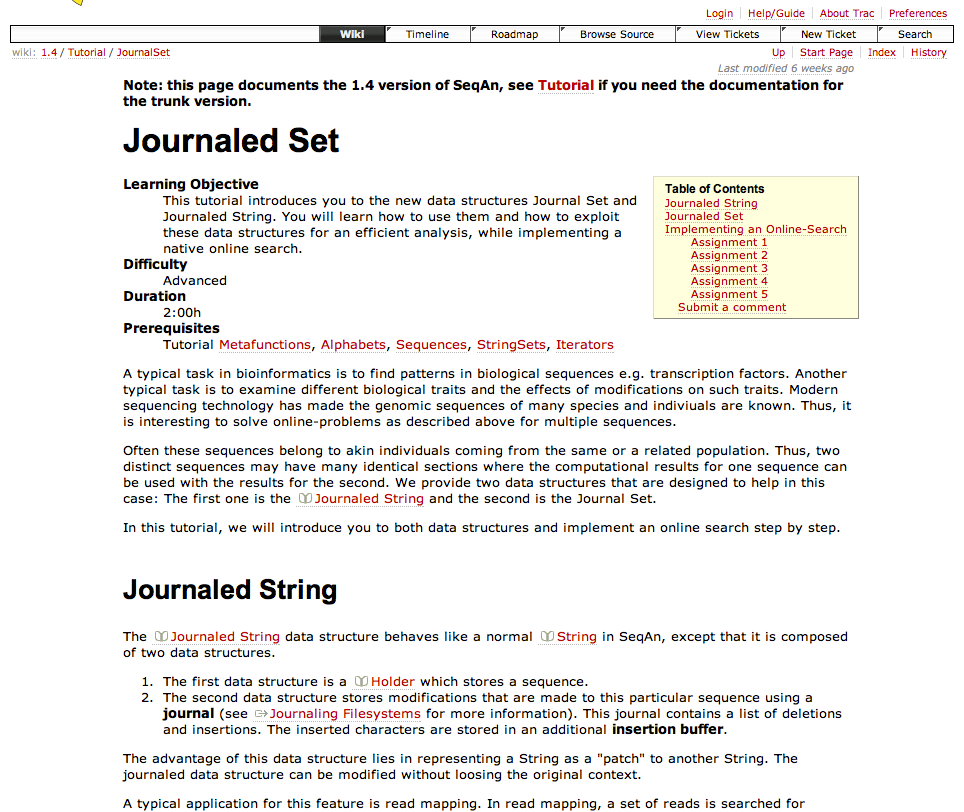 Login Help/Guide About Trac Preferences
Wiki Timeline Roadmap Browse Source View Tickets New Ticket Search
wiki: 1.4 / Tutorial / JournalSet
Up Start Page Index History
Last modified 6 weeks ago
Note: this page documents the 1.4 version of SeqAn, see Tutorial if you need the documentation for
the trunk version.
Journaled Set
Learning Objective
This tutorial introduces you to the new data structures Journal Set and
Journaled String. You will learn how to use them and how to exploit
these data structures for an efficient analysis, while implementing a
native online search.
Difficulty
Advanced
Duration
2:00h
Prerequisites
Tutorial Metafunctions, Alphabets, Sequences, StringSets, Iterators
Table of Contents
Journaled String
Journaled Set
Implementing an Online-Search
Assignment 1
Assignment 2
Assignment 3
Assignment 4
Assignment 5
Submit a comment
A typical task in bioinformatics is to find patterns in biological sequences e.g. transcription factors. Another
typical task is to examine different biological traits and the effects of modifications on such traits. Modern
sequencing technology has made the genomic sequences of many species and indiviuals are known. Thus, it
is interesting to solve online-problems as described above for multiple sequences.
Often these sequences belong to akin individuals coming from the same or a related population. Thus, two
distinct sequences may have many identical sections where the computational results for one sequence can
be used with the results for the second. We provide two data structures that are designed to help in this
case: The first one is the Journaled String and the second is the Journal Set.
In this tutorial, we will introduce you to both data structures and implement an online search step by step.
Journaled String
The Journaled String data structure behaves like a normal String in SeqAn, except that it is composed
of two data structures.
1. The first data structure is a Holder which stores a sequence.
2. The second data structure stores modifications that are made to this particular sequence using a
journal (see Journaling Filesystems for more information). This journal contains a list of deletions
and insertions. The inserted characters are stored in an additional insertion buffer.
The advantage of this data structure lies in representing a String as a "patch" to another String. The
journaled data structure can be modified without loosing the original context.
A typical application for this feature is read mapping. In read mapping, a set of reads is searched for